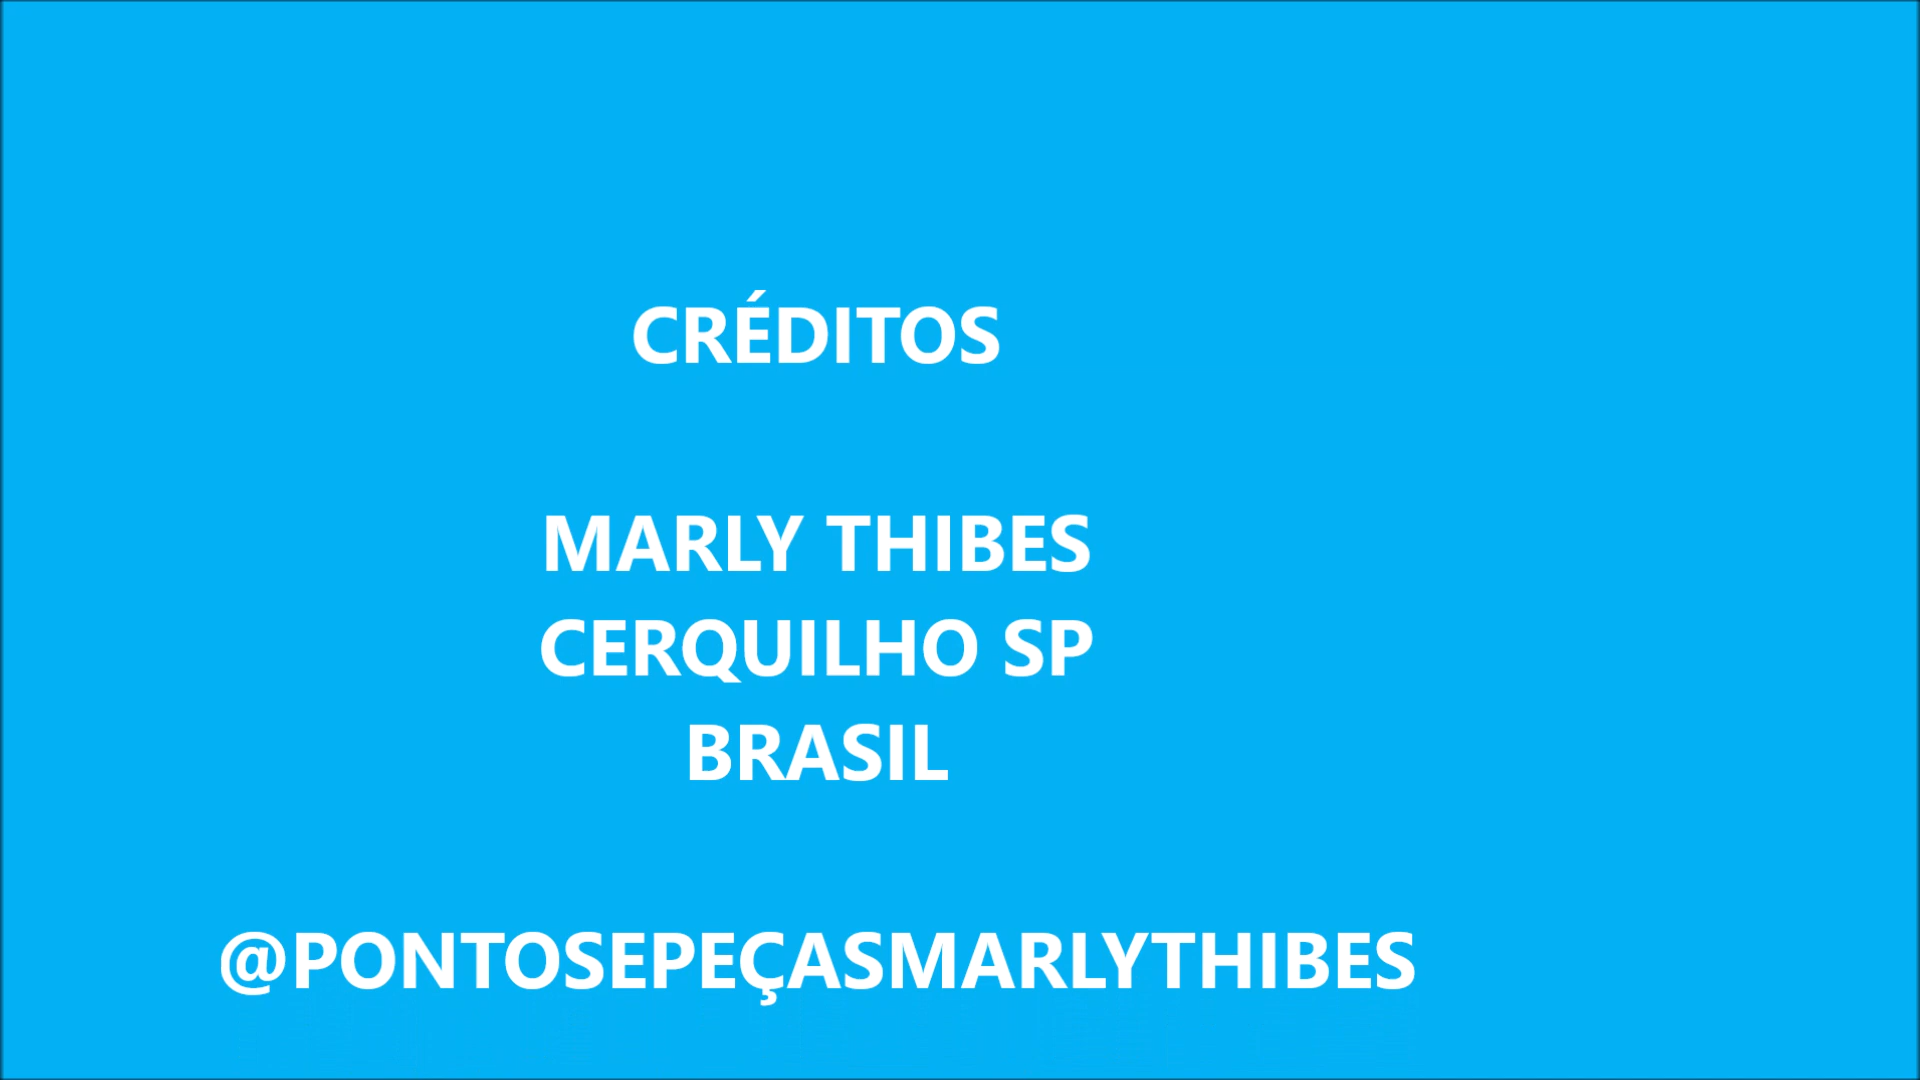 CRÉDITOS
MARLY THIBES
CERQUILHO SP
BRASIL
@PONTOSEPEÇASMARLYTHIBES